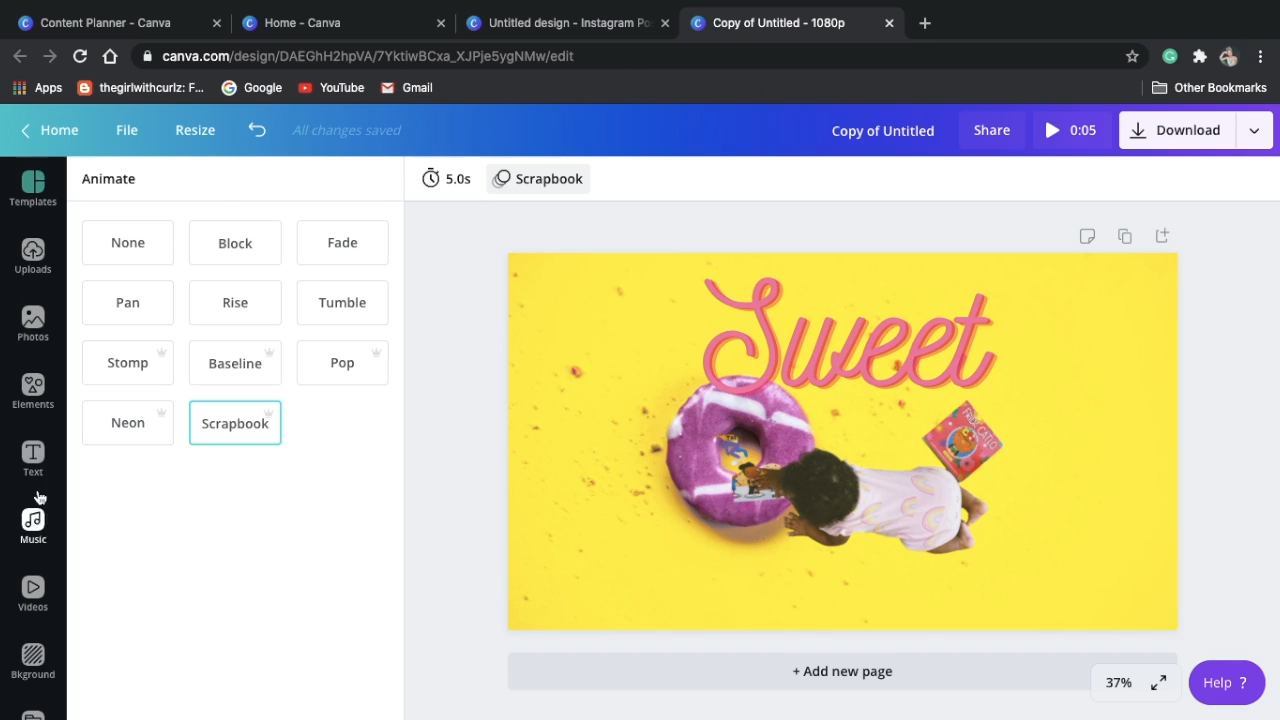 Content Planner - Canva
Home - Canva
Untitled design - Instagram Po
Copy of Untitled - 1080p
canva.com/design/DAEGhH2hpVA/7YktiwBCxa_XJPje5ygNMw/edit
Apps
thegirlwithcurlz: F...
Google
YouTube
Gmail
Other Bookmarks
Home
File
Resize
All changes saved
Copy of Untitled
Share
0:05
Download
Templates
Uploads
Photos
Elements
Text
Music
Videos
Bkground
Animate
None
Block
Fade
Pan
Rise
Tumble
Stomp
Baseline
Pop
Neon
Scrapbook
5.0s
Scrapbook
Sweet
+ Add new page
37%
Help ?